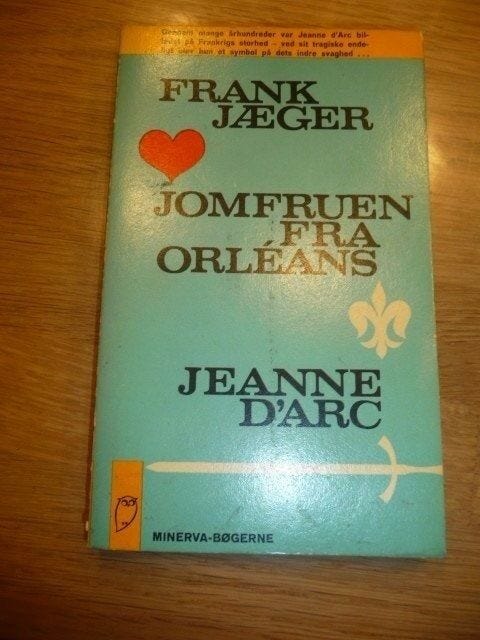 Gennem mange århundreder var Jeanne d'Arc bil-
ledet på Frankrigs storhed - ved sit tragiske ende-
ligt blev hun et symbol på dets indre svaghed ...
FRANK
JÆGER
JOMFRUEN
FRA
ORLÉANS
JEANNE
D'ARC
MINERVA-BØGERNE